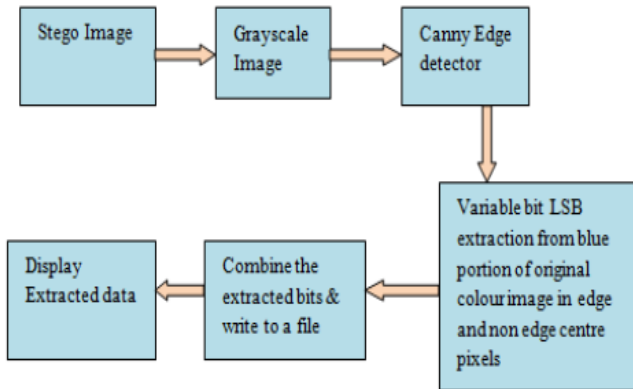 Stego Image
Grayscale
Image
Canny Edge
detector
Variable bit LSB
extraction from blue
portion of original
colour image in edge
and non edge centre
pixels
Combine the
extracted bits &
write to a file
Display
Extracted data